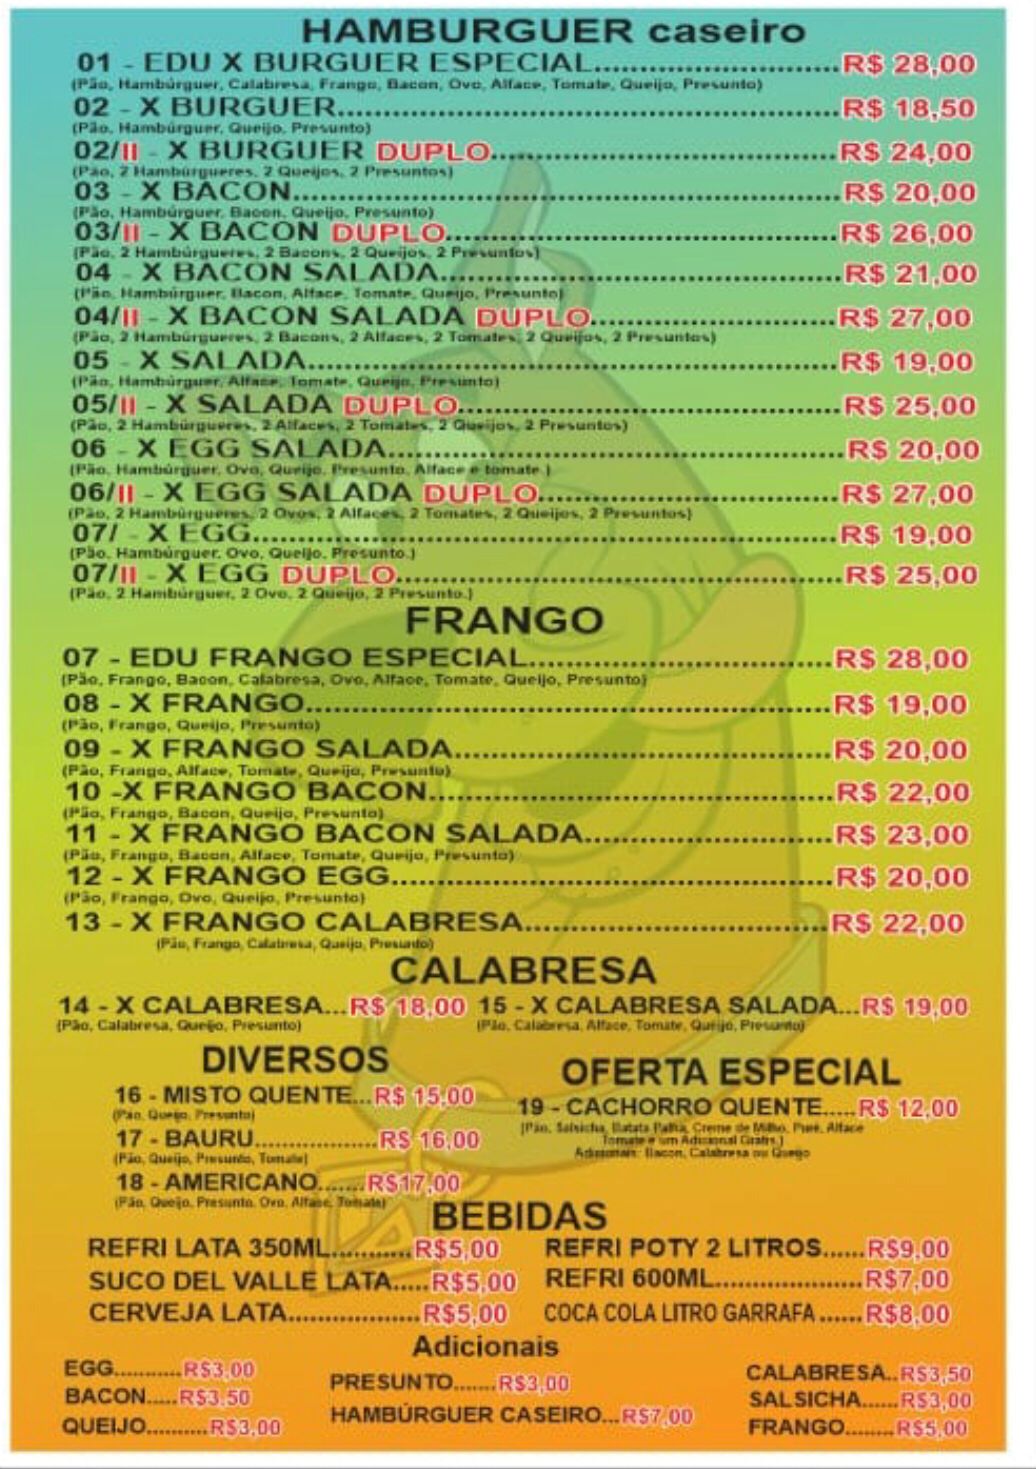 HAMBURGUER caseiro
01 - EDU X BURGUER ESPECIAL..............................R$ 28,00
(Pão, Hambúrguer, Calabresa, Frango, Bacon, Ovo, Alface, Tomate, Queijo, Presunto)
02 - X BURGUER..............................R$ 18,50
(Pão, Hambúrguer, Queijo, Presunto)
02/II - X BURGUER DUPLO..............................R$ 24,00
(Pão, 2 Hambúrgueres, 2 Queijos, 2 Presuntos)
03 - X BACON..............................R$ 20,00
(Pão, Hambúrguer, Bacon, Queijo, Presunto)
03/II - X BACON DUPLO..............................R$ 26,00
(Pão, 2 Hambúrgueres, 2 Bacons, 2 Queijos, 2 Presuntos)
04 - X BACON SALADA..............................R$ 21,00
(Pão, Hambúrguer, Bacon, Alface, Tomate, Queijo, Presunto)
04/II - X BACON SALADA DUPLO..............................R$ 27,00
(Pão, 2 Hambúrgueres, 2 Bacons, 2 Alfaces, 2 Tomates, 2 Queijos, 2 Presuntos)
05 - X SALADA..............................R$ 19,00
(Pão, Hambúrguer, Alface, Tomate, Queijo, Presunto)
05/II - X SALADA DUPLO..............................R$ 25,00
(Pão, 2 Hambúrgueres, 2 Alfaces, 2 Tomates, 2 Queijos, 2 Presuntos)
06 - X EGG SALADA..............................R$ 20,00
(Pão, Hambúrguer, Ovo, Queijo, Presunto, Alface e tomate.)
06/II - X EGG SALADA DUPLO..............................R$ 27,00
(Pão, 2 Hambúrgueres, 2 Ovos, 2 Alfaces, 2 Tomates, 2 Queijos, 2 Presuntos)
07/ - X EGG..............................R$ 19,00
(Pão, Hambúrguer, Ovo, Queijo, Presunto.)
07/II - X EGG DUPLO..............................R$ 25,00
(Pão, 2 Hambúrguer, 2 Ovo, 2 Queijo, 2 Presunto.)
FRANGO
07 - EDU FRANGO ESPECIAL..............................R$ 28,00
(Pão, Frango, Bacon, Calabresa, Ovo, Alface, Tomate, Queijo, Presunto)
08 - X FRANGO..............................R$ 19,00
(Pão, Frango, Queijo, Presunto)
09 - X FRANGO SALADA..............................R$ 20,00
(Pão, Frango, Alface, Tomate, Queijo, Presunto)
10 -X FRANGO BACON..............................R$ 22,00
(Pão, Frango, Bacon, Queijo, Presunto)
11 - X FRANGO BACON SALADA..............................R$ 23,00
(Pão, Frango, Bacon, Alface, Tomate, Queijo, Presunto)
12 - X FRANGO EGG..............................R$ 20,00
(Pão, Frango, Ovo, Queijo, Presunto)
13 - X FRANGO CALABRESA..............................R$ 22,00
(Pão, Frango, Calabresa, Queijo, Presunto)
CALABRESA
14 - X CALABRESA...R$ 18,00 15 - X CALABRESA SALADA...R$ 19,00
(Pão, Calabresa, Queijo, Presunto) (Pão, Calabresa, Alface, Tomate, Queijo, Presunto)
DIVERSOS
16 - MISTO QUENTE...R$ 15,00
(Pão, Queijo, Presunto)
17 - BAURU..................R$ 16,00
(Pão, Queijo, Presunto, Tomate)
18 - AMERICANO.......R$17,00
(Pão, Queijo, Presunto, Ovo, Alface, Tomate)
OFERTA ESPECIAL
19 - CACHORRO QUENTE.....R$ 12,00
(Pão, Salsicha, Batata Palha, Creme de Milho, Purê, Alface
Tomate e um Adicional Gratis.)
Adicionais: Bacon, Calabresa ou Queijo
BEBIDAS
REFRI LATA 350ML...........R$5,00 REFRI POTY 2 LITROS......R$9,00
SUCO DEL VALLE LATA.....R$5,00 REFRI 600ML.....................R$7,00
CERVEJA LATA...................R$5,00 COCA COLA LITRO GARRAFA ......R$8,00
Adicionais
EGG...........R$3,00
BACON.....R$3,50
QUEIJO..........R$3,00
PRESUNTO.......R$3,00
HAMBÚRGUER CASEIRO...R$7,00
CALABRESA..R$3,50
SALSICHA......R$3,00
FRANGO........R$5,00